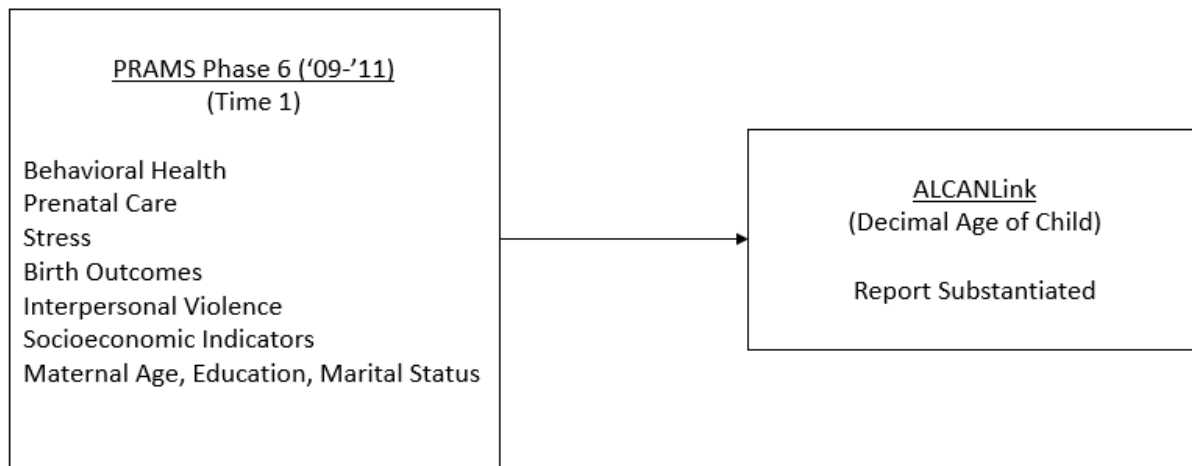 PRAMS Phase 6 (‘09-’11)
(Time 1)
Behavioral Health
Prenatal Care
Stress
Birth Outcomes
Interpersonal Violence
Socioeconomic Indicators
Maternal Age, Education, Marital Status
ALCANLink
(Decimal Age of Child)
Report Substantiated